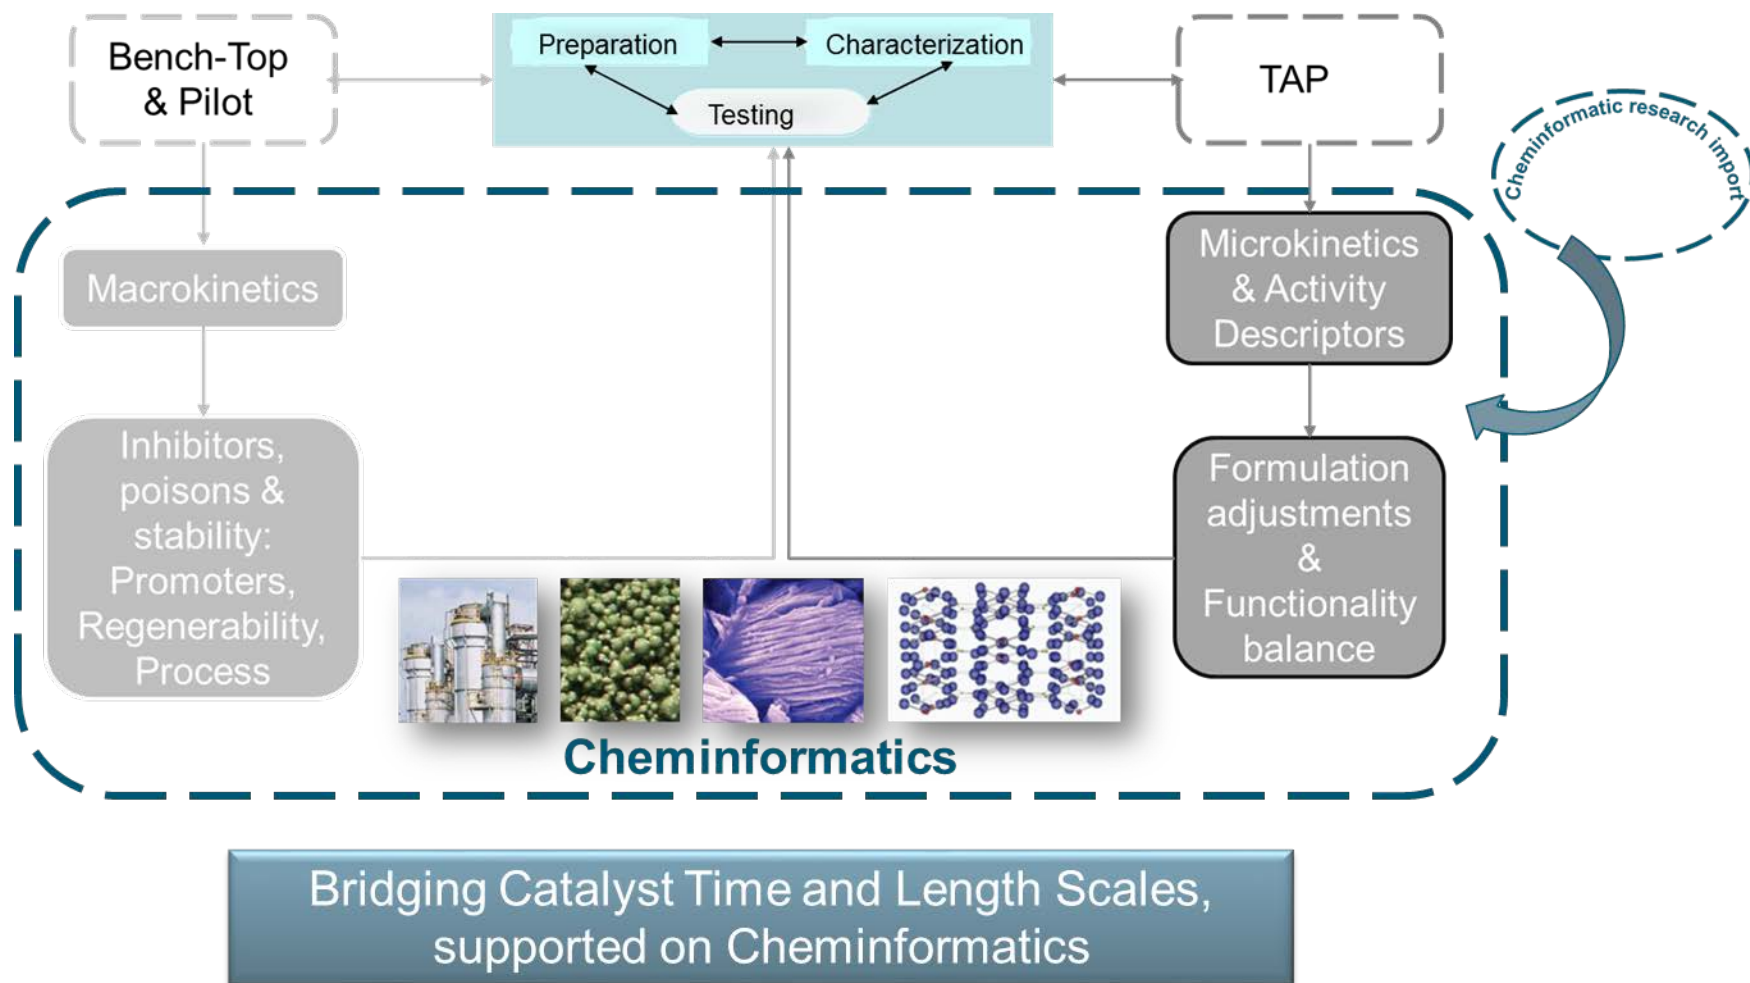 Bench-Top
& Pilot
Preparation
Characterization
Testing
TAP
Cheminformatic research import
Macrokinetics
Microkinetics
& Activity
Descriptors
Inhibitors,
poisons &
stability:
Promoters,
Regenerability,
Process
Formulation
adjustments
&
Functionality
balance
Cheminformatics
Bridging Catalyst Time and Length Scales,
supported on Cheminformatics